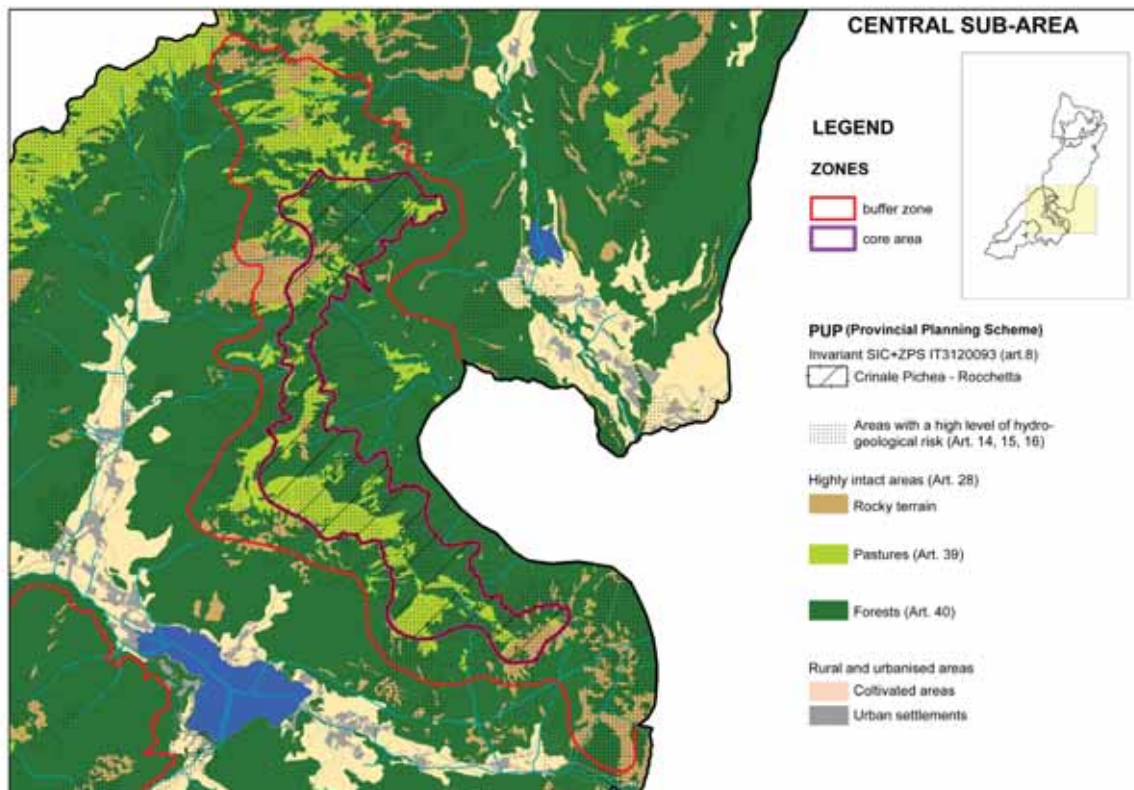 CENTRAL SUB-AREA
LEGEND
ZONES
buffer zone
core area
PUP (Provincial Planning Scheme)
Invariant SIC+ZPS IT3120093 (art.8)
Crinale Pichea - Rocchetta
Areas with a high level of hydro-
geological risk (Art. 14, 15, 16)
Highly intact areas (Art. 28)
Rocky terrain
Pastures (Art. 39)
Forests (Art. 40)
Rural and urbanised areas
Coltivated areas
Urban settlements